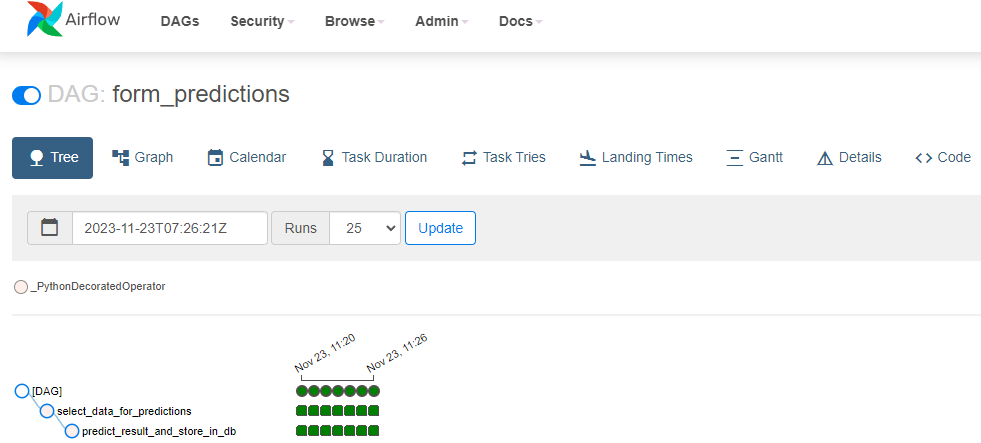 Airflow DAGs Security Browse Admin Docs
DAG: form_predictions
Tree Graph Calendar Task Duration Task Tries Landing Times Gantt Details Code
2023-11-23T07:26:21Z Runs 25 Update
_PythonDecoratedOperator
Nov 23, 11:20 Nov 23, 11:26
[DAG]
select_data_for_predictions
predict_result_and_store_in_db